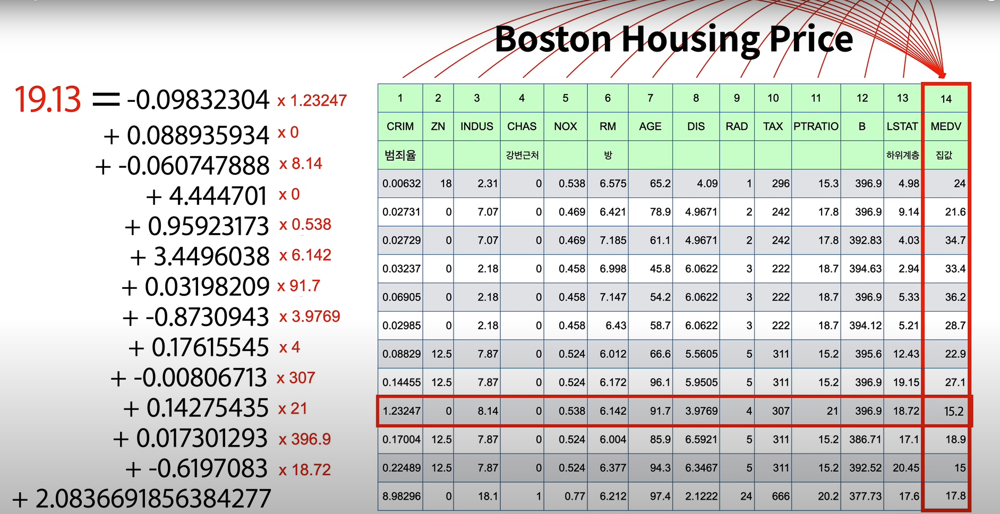 Boston Housing Price
19.13 = -0.09832304 x 1.23247
+ 0.088935934 x 0
+ -0.060747888 x 8.14
+ 4.444701 x 0
+ 0.95923173 x 0.538
+ 3.4496038 x 6.142
+ 0.03198209 x 91.7
+ -0.8730943 x 3.9769
+ 0.17615545 x 4
+ -0.00806713 x 307
+ 0.14275435 x 21
+ 0.017301293 x 396.9
+ -0.6197083 x 18.72
+ 2.0836691856384277
1 2 3 4 5 6 7 8 9 10 11 12 13 14
CRIM ZN INDUS CHAS NOX RM AGE DIS RAD TAX PTRATIO B LSTAT MEDV
범죄율 강변근처 방 하위계층 집값
0.00632 18 2.31 0 0.538 6.575 65.2 4.09 1 296 15.3 396.9 4.98 24
0.02731 0 7.07 0 0.469 6.421 78.9 4.9671 2 242 17.8 396.9 9.14 21.6
0.02729 0 7.07 0 0.469 7.185 61.1 4.9671 2 242 17.8 392.83 4.03 34.7
0.03237 0 2.18 0 0.458 6.998 45.8 6.0622 3 222 18.7 394.63 2.94 33.4
0.06905 0 2.18 0 0.458 7.147 54.2 6.0622 3 222 18.7 396.9 5.33 36.2
0.02985 0 2.18 0 0.458 6.43 58.7 6.0622 3 222 18.7 394.12 5.21 28.7
0.08829 12.5 7.87 0 0.524 6.012 66.6 5.5605 5 311 15.2 395.6 12.43 22.9
0.14455 12.5 7.87 0 0.524 6.172 96.1 5.9505 5 311 15.2 396.9 19.15 27.1
1.23247 0 8.14 0 0.538 6.142 91.7 3.9769 4 307 21 396.9 18.72 15.2
0.17004 12.5 7.87 0 0.524 6.004 85.9 6.5921 5 311 15.2 386.71 17.1 18.9
0.22489 12.5 7.87 0 0.524 6.377 94.3 6.3467 5 311 15.2 392.52 20.45 15
8.98296 0 18.1 1 0.77 6.212 97.4 2.1222 24 666 20.2 377.73 17.6 17.8